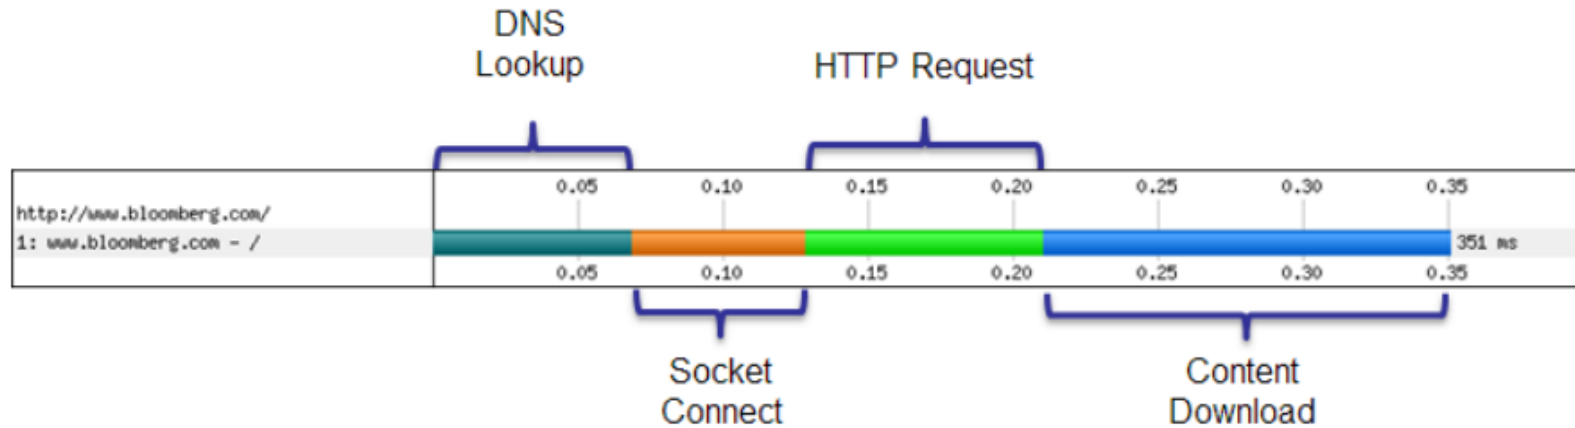 DNS
Lookup
HTTP Request
0.05 0.10 0.15 0.20 0.25 0.30 0.35
http://www.bloomberg.com/
1: www.bloomberg.com - / 351 ms
0.05 0.10 0.15 0.20 0.25 0.30 0.35
Socket
Connect
Content
Download